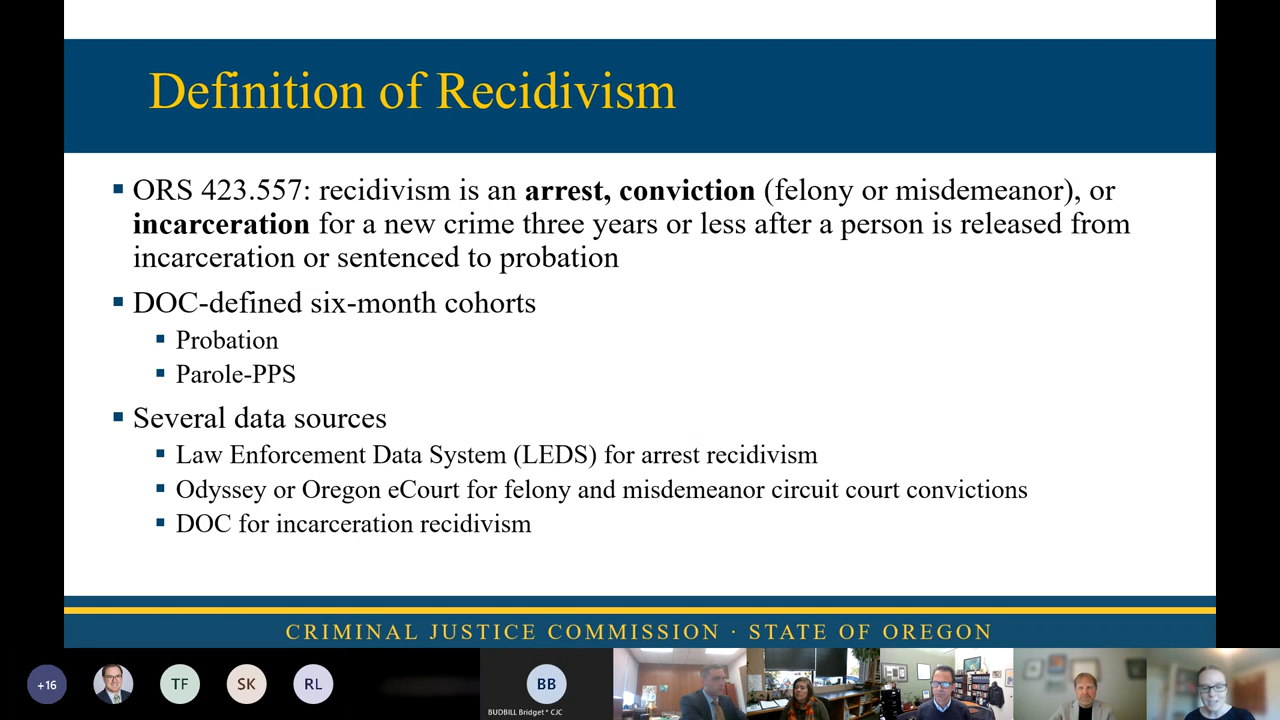 Definition of Recidivism
▪ ORS 423.557: recidivism is an arrest, conviction (felony or misdemeanor), or
incarceration for a new crime three years or less after a person is released from
incarceration or sentenced to probation
▪ DOC-defined six-month cohorts
▪ Probation
▪ Parole-PPS
▪ Several data sources
▪ Law Enforcement Data System (LEDS) for arrest recidivism
▪ Odyssey or Oregon eCourt for felony and misdemeanor circuit court convictions
▪ DOC for incarceration recidivism
CRIMINAL JUSTICE COMMISSION · STATE OF OREGON
+16
TF
SK
RL
BB
BUDBILL Bridget * CJC